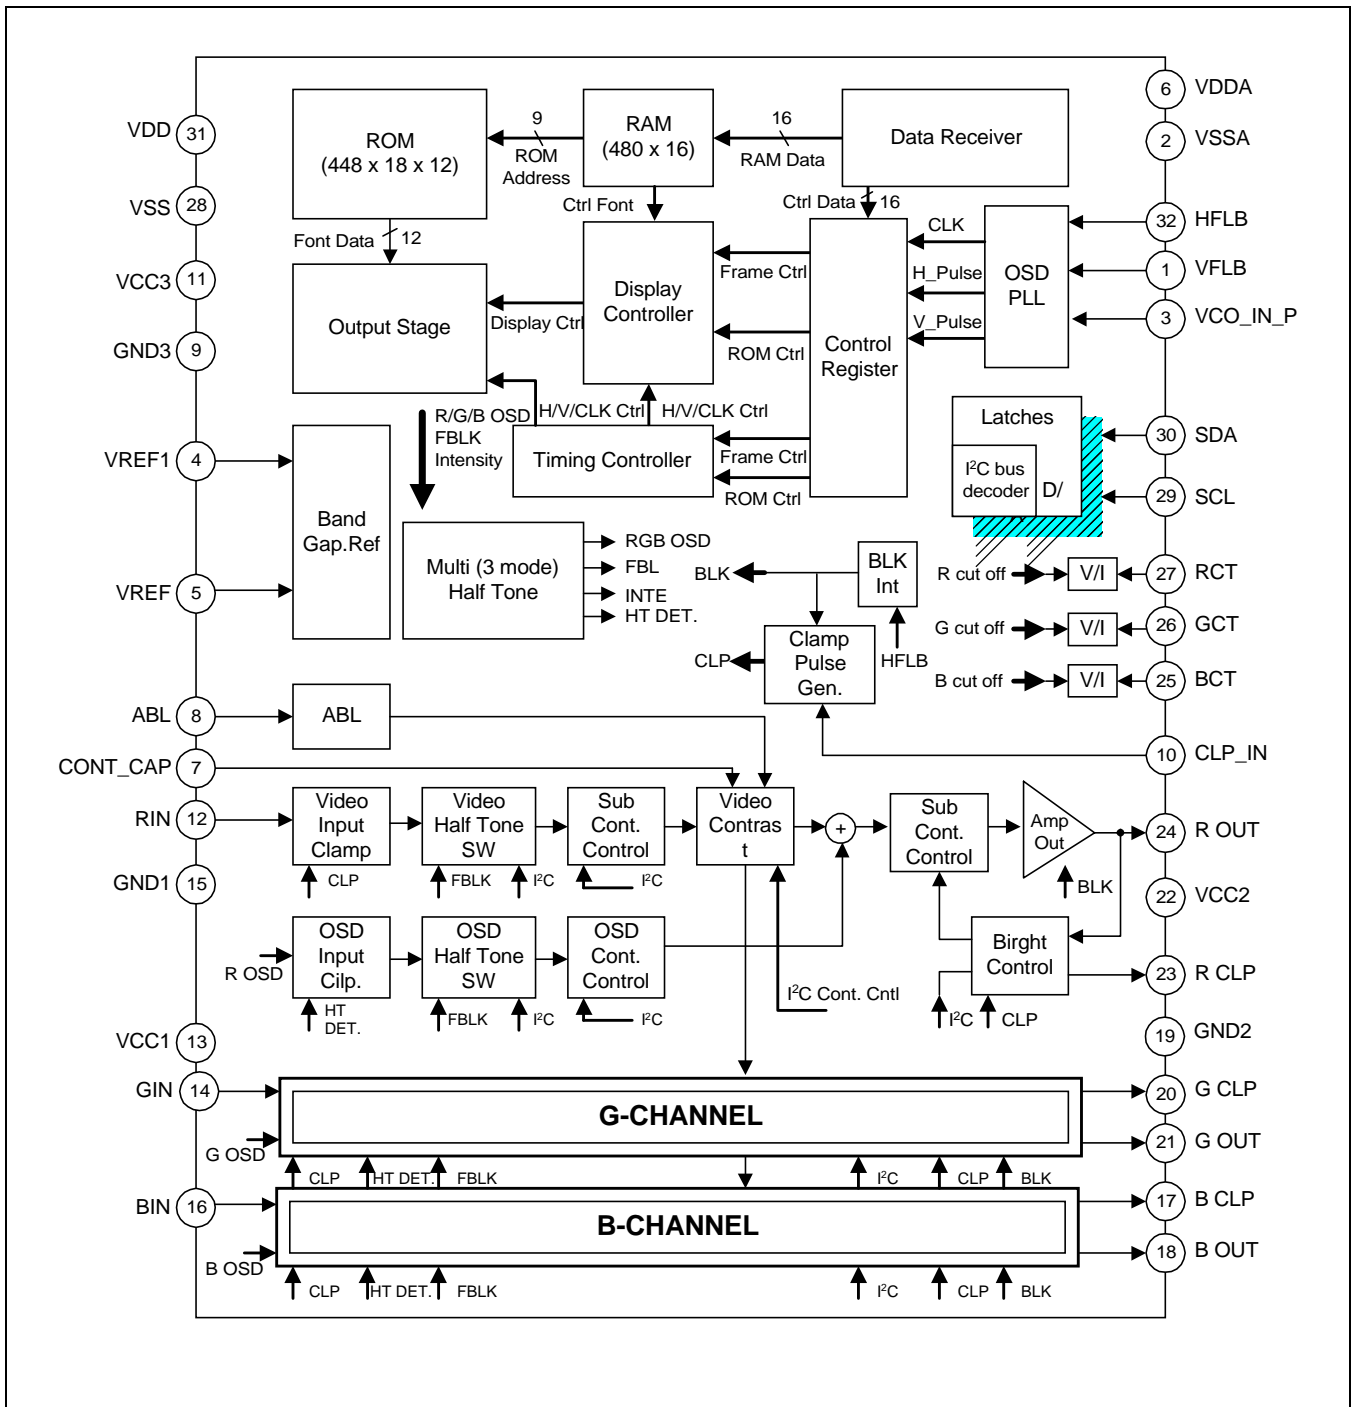 VDD
31
VSS
28
VCC3
11
GND3
9
VREF1
4
VREF
5
ABL
8
CONT_CAP
7
RIN
12
GND1
15
VCC1
13
GIN
14
BIN
16
6
VDDA
2
VSSA
32
HFLB
1
VFLB
3
VCO_IN_P
30
SDA
29
SCL
27
RCT
26
GCT
25
BCT
10
CLP_IN
24
R OUT
22
VCC2
23
R CLP
19
GND2
20
G CLP
21
G OUT
17
B CLP
18
B OUT
ROM
(448 x 18 x 12)
9
ROM
Address
RAM
(480 x 16)
16
RAM Data
Data Receiver
Ctrl Font
Ctrl Data
16
Font Data
12
Output Stage
Display Ctrl
Display
Controller
Frame Ctrl
ROM Ctrl
Control
Register
CLK
H_Pulse
V_Pulse
OSD
PLL
R/G/B OSD
FBLK
Intensity
H/V/CLK Ctrl
H/V/CLK Ctrl
Timing Controller
Frame Ctrl
ROM Ctrl
Latches
I²C bus
decoder
D/
Band
Gap.Ref
Multi (3 mode)
Half Tone
RGB OSD
FBL
INTE
HT DET.
BLK
BLK
Int
HFLB
CLP
Clamp
Pulse
Gen.
R cut off
V/I
G cut off
V/I
B cut off
V/I
ABL
Video
Input
Clamp
CLP
Video
Half Tone
SW
FBLK
I²C
Sub
Cont.
Control
I²C
Video
Contras
t
+
Sub
Cont.
Control
Amp
Out
BLK
R OSD
OSD
Input
Cilp.
HT
DET.
OSD
Half Tone
SW
FBLK
I²C
OSD
Cont.
Control
I²C
I²C Cont. Cntl
Birght
Control
I²C
CLP
G-CHANNEL
G OSD
CLP
HT DET.
FBLK
I²C
CLP
BLK
B-CHANNEL
B OSD
CLP
HT DET.
FBLK
I²C
CLP
BLK